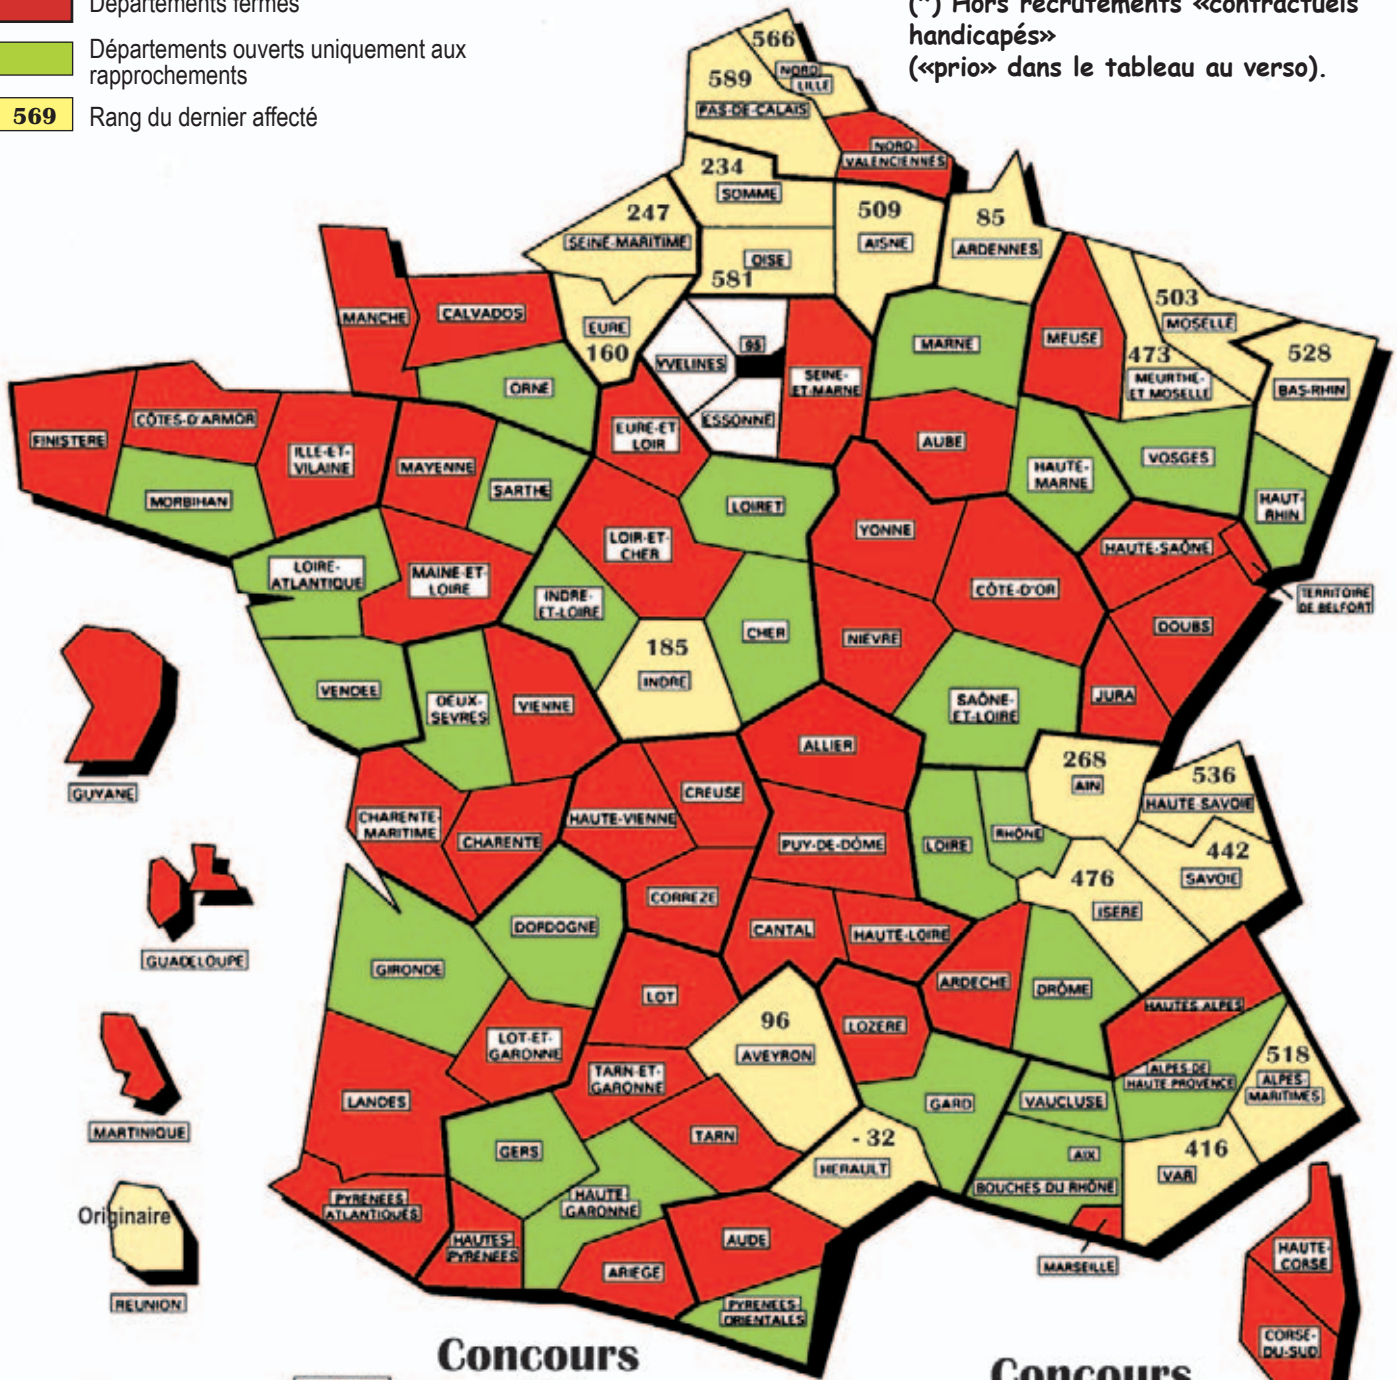 Départements fermés
Départements ouverts uniquement aux
rapprochements
569 Rang du dernier affecté
(*) Hors recrutements «contractuels
handicapés»
(«prio» dans le tableau au verso).
566
NORD
LILLE
589
PAS-DE-CALAIS
NORD-
VALENCIENNES
234
SOMME
247
SEINE-MARITIME
509
AISNE
85
ARDENNES
OISE
581
EURE
160
MANCHE
CALVADOS
ORNE
YVELINES
95
ESSONNE
SEINE-
ET-MARNE
MARNE
MEUSE
503
MOSELLE
473
MEURTHE-
ET MOSELLE
528
BAS-RHIN
FINISTERE
CÔTES-D'ARMOR
ILLE-ET-
VILAINE
MORBIHAN
MAYENNE
SARTHE
EURE-ET
LOIR
LOIRET
AUBE
HAUTE-
MARNE
VOSGES
HAUT-
RHIN
LOIRE-
ATLANTIQUE
MAINE-ET-
LOIRE
INDRE-
ET-LOIRE
LOIR-ET-
CHER
CHER
YONNE
CÔTE-D'OR
HAUTE-SAÔNE
TERRITOIRE
DE BELFORT
DOUBS
NIEVRE
JURA
SAÔNE-
ET-LOIRE
185
INDRE
VENDEE
DEUX-
SEVRES
VIENNE
GUYANE
ALLIER
268
AIN
536
HAUTE SAVOIE
CHARENTE-
MARITIME
CHARENTE
HAUTE-VIENNE
CREUSE
PUY-DE-DÔME
LOIRE
RHÔNE
442
SAVOIE
476
ISERE
CORREZE
DORDOGNE
CANTAL
HAUTE-LOIRE
GUADELOUPE
GIRONDE
LOT
ARDECHE
DRÔME
HAUTES-ALPES
LOT-ET-
GARONNE
96
AVEYRON
LOZERE
TARN-ET-
GARONNE
518
ALPES-
MARITIMES
ALPES-DE
HAUTE PROVENCE
LANDES
GARD
VAUCLUSE
MARTINIQUE
GERS
TARN
- 32
HERAULT
AIX
BOUCHES DU RHÔNE
416
VAR
Originaire
REUNION
PYRENEES
ATLANTIQUES
HAUTE
GARONNE
HAUTES-
PYRENEES
ARIEGE
AUDE
MARSEILLE
HAUTE-
CORSE
PYRENEES-
ORIENTALES
CORSE-
DU-SUD
Concours
Concours